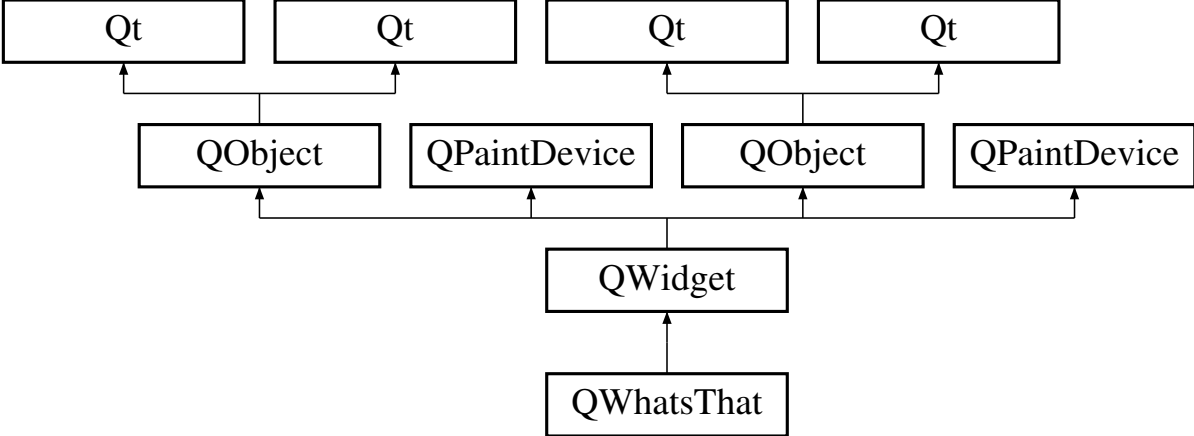 Qt Qt Qt Qt
QObject QPaintDevice QObject QPaintDevice
QWidget
QWhatsThat